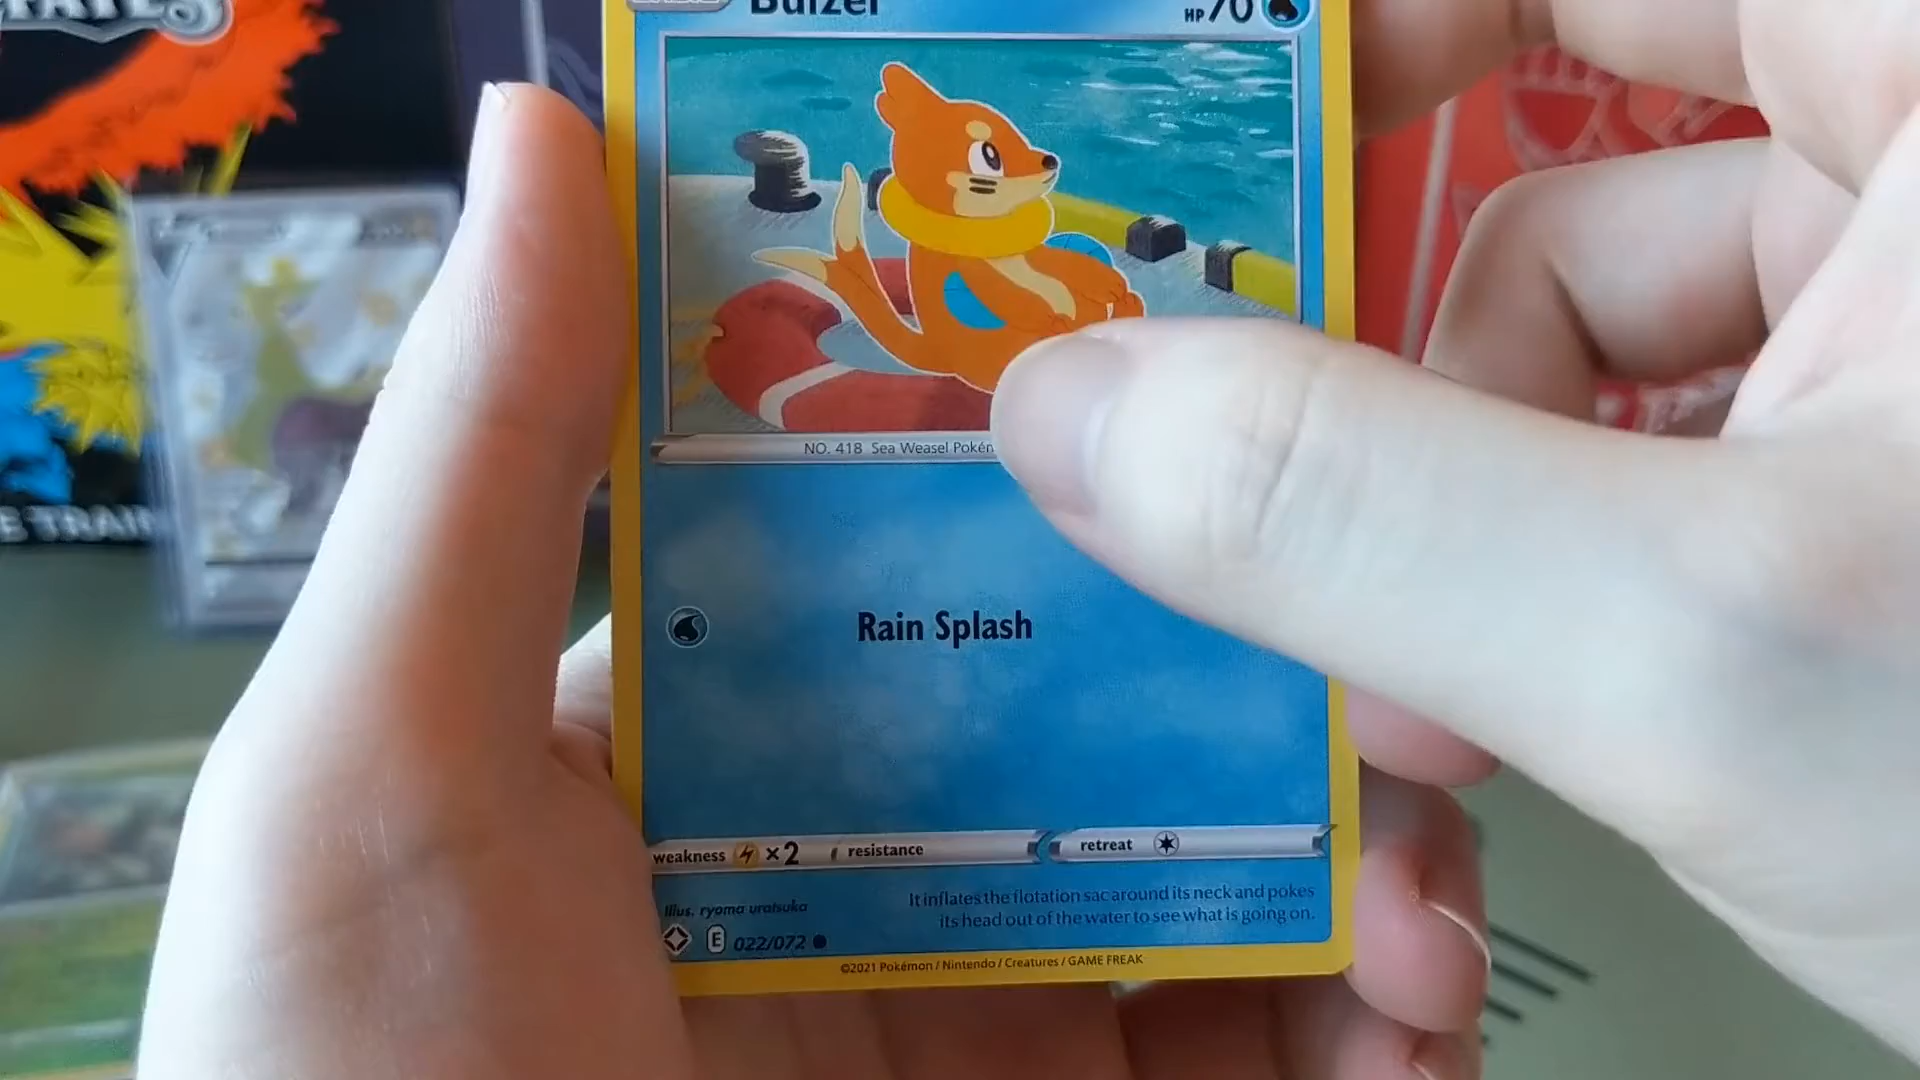 Buizel
HP 70
NO. 418 Sea Weasel Pokém
Rain Splash
weakness ×2 resistance retreat
Illus. ryoma uratsuka
It inflates the flotation sac around its neck and pokes
its head out of the water to see what is going on.
E 022/072
©2021 Pokémon / Nintendo / Creatures / GAME FREAK
E TRAIN